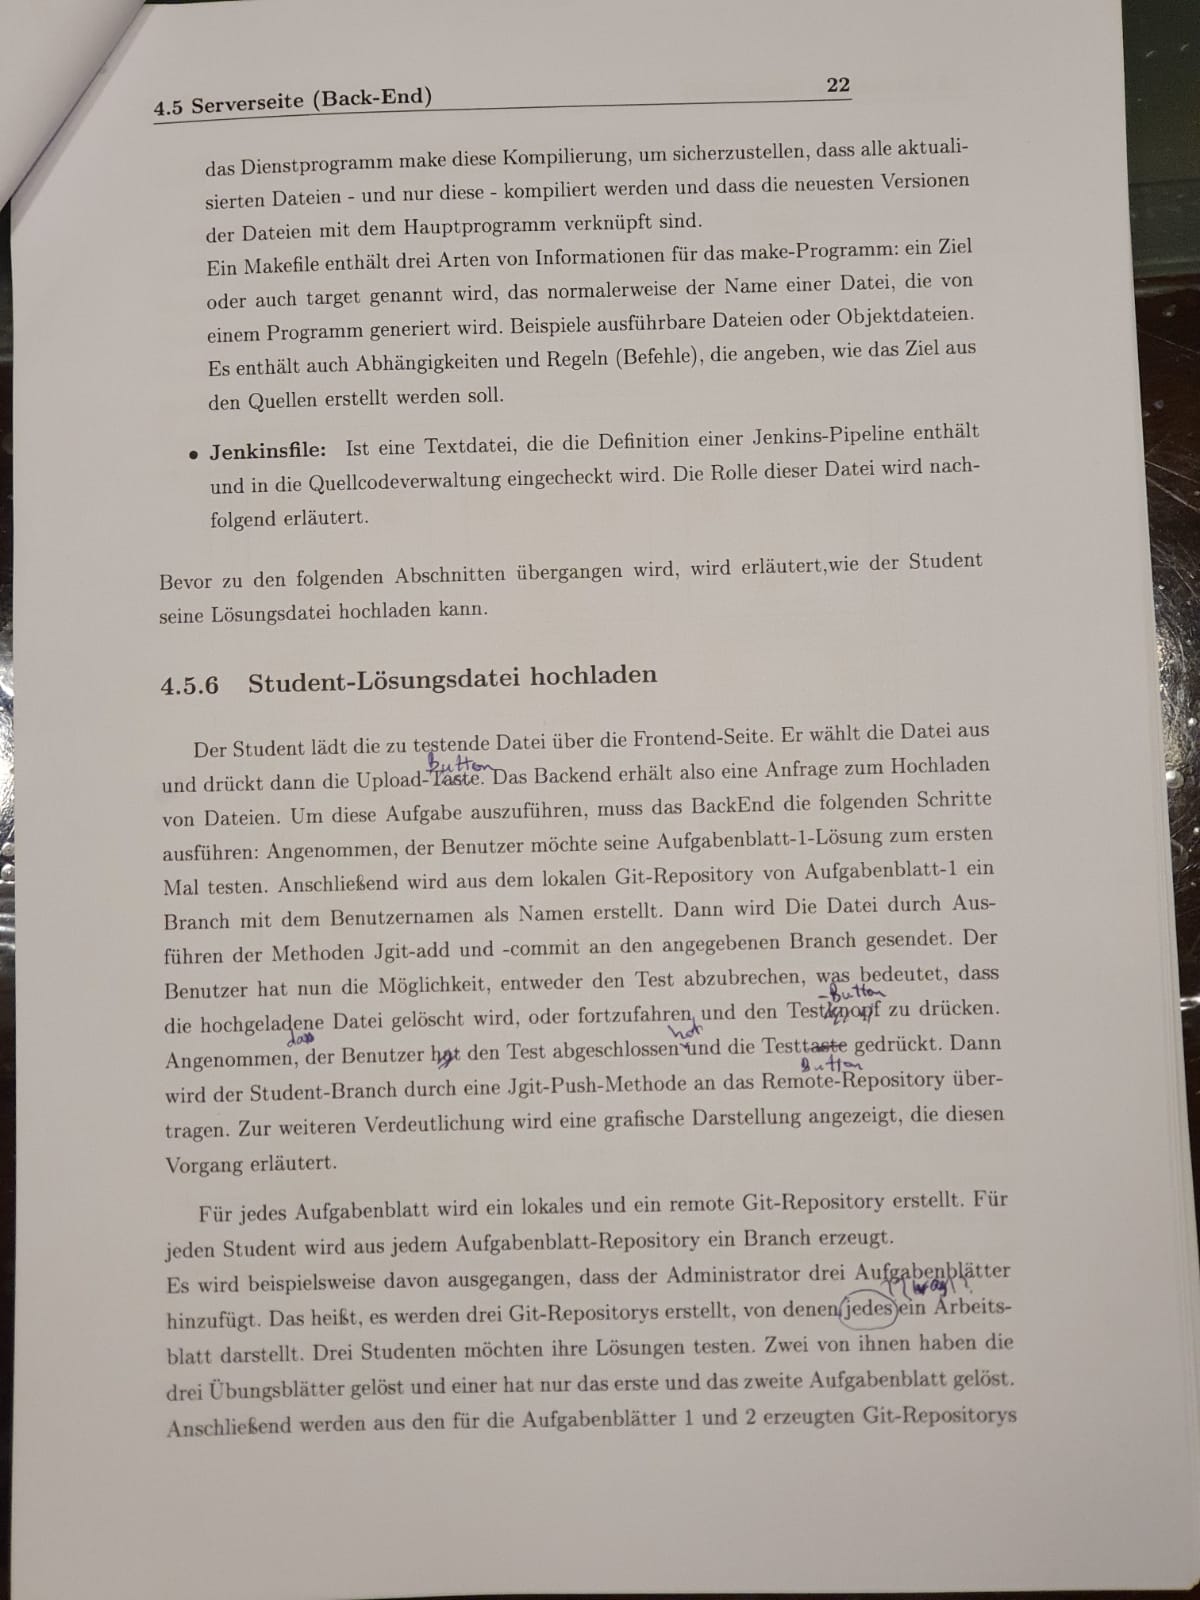 4.5 Serverseite (Back-End) 22
das Dienstprogramm make diese Kompilierung, um sicherzustellen, dass alle aktuali-
sierten Dateien - und nur diese - kompiliert werden und dass die neuesten Versionen
der Dateien mit dem Hauptprogramm verknüpft sind.
Ein Makefile enthält drei Arten von Informationen für das make-Programm: ein Ziel
oder auch target genannt wird, das normalerweise der Name einer Datei, die von
einem Programm generiert wird. Beispiele ausführbare Dateien oder Objektdateien.
Es enthält auch Abhängigkeiten und Regeln (Befehle), die angeben, wie das Ziel aus
den Quellen erstellt werden soll.
• Jenkinsfile: Ist eine Textdatei, die die Definition einer Jenkins-Pipeline enthält
und in die Quellcodeverwaltung eingecheckt wird. Die Rolle dieser Datei wird nach-
folgend erläutert.
Bevor zu den folgenden Abschnitten übergangen wird, wird erläutert,wie der Student
seine Lösungsdatei hochladen kann.
4.5.6 Student-Lösungsdatei hochladen
Der Student lädt die zu testende Datei über die Frontend-Seite. Er wählt die Datei aus
Button
und drückt dann die Upload-Taste. Das Backend erhält also eine Anfrage zum Hochladen
von Dateien. Um diese Aufgabe auszuführen, muss das BackEnd die folgenden Schritte
ausführen: Angenommen, der Benutzer möchte seine Aufgabenblatt-1-Lösung zum ersten
Mal testen. Anschließend wird aus dem lokalen Git-Repository von Aufgabenblatt-1 ein
Branch mit dem Benutzernamen als Namen erstellt. Dann wird Die Datei durch Aus-
führen der Methoden Jgit-add und -commit an den angegebenen Branch gesendet. Der
Benutzer hat nun die Möglichkeit, entweder den Test abzubrechen, was bedeutet, dass
-Button
die hochgeladene Datei gelöscht wird, oder fortzufahren, und den Testknopf zu drücken.
dass hat
Angenommen, der Benutzer hat den Test abgeschlossen und die Testtaste gedrückt. Dann
Button
wird der Student-Branch durch eine Jgit-Push-Methode an das Remote-Repository über-
tragen. Zur weiteren Verdeutlichung wird eine grafische Darstellung angezeigt, die diesen
Vorgang erläutert.
Für jedes Aufgabenblatt wird ein lokales und ein remote Git-Repository erstellt. Für
jeden Student wird aus jedem Aufgabenblatt-Repository ein Branch erzeugt.
Es wird beispielsweise davon ausgegangen, dass der Administrator drei Aufgabenblätter
hinzufügt. Das heißt, es werden drei Git-Repositorys erstellt, von denen jedes ein Arbeits-
blatt darstellt. Drei Studenten möchten ihre Lösungen testen. Zwei von ihnen haben die
drei Übungsblätter gelöst und einer hat nur das erste und das zweite Aufgabenblatt gelöst.
Anschließend werden aus den für die Aufgabenblätter 1 und 2 erzeugten Git-Repositorys